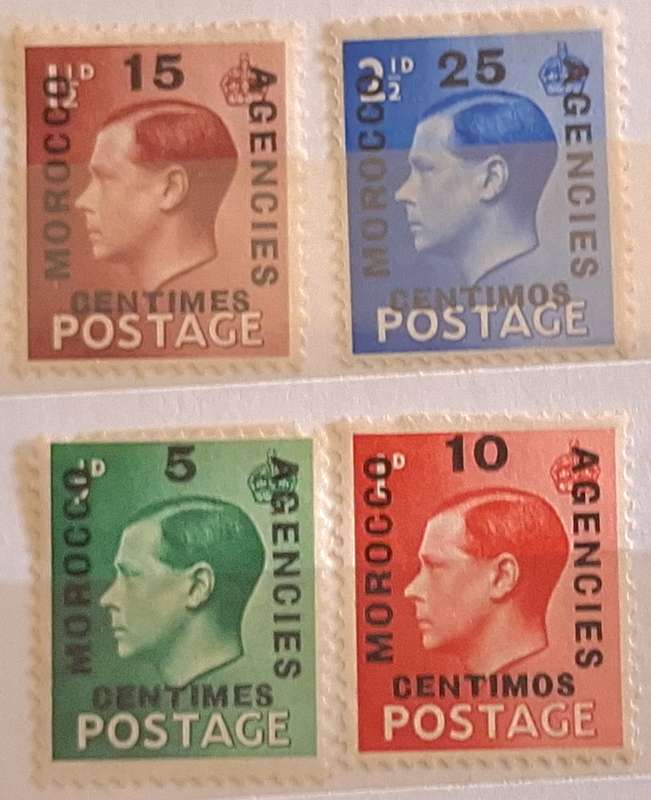 1½D 15
MOROCCO
AGENCIES
CENTIMES
POSTAGE
2½D 25
MOROCCO
AGENCIES
CENTIMOS
POSTAGE
D 5
MOROCCO
AGENCIES
CENTIMES
POSTAGE
D 10
MOROCCO
AGENCIES
CENTIMOS
POSTAGE